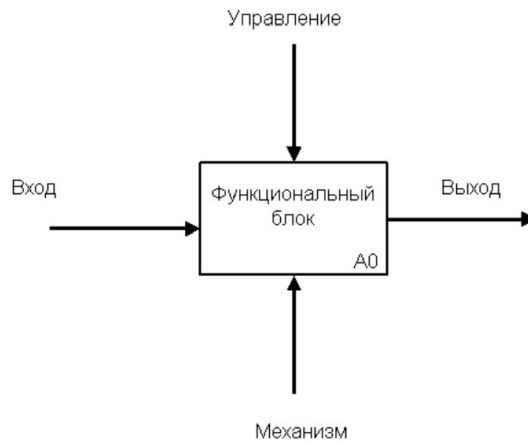 Управление
Вход
Функциональный
блок
Выход
A0
Механизм